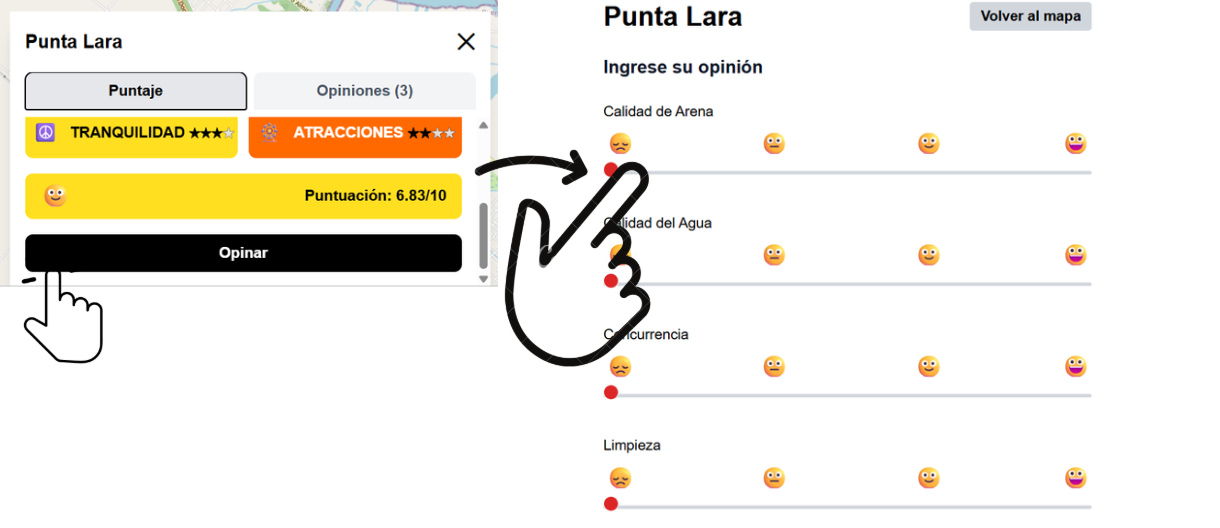 Punta Lara
Puntaje
Opiniones (3)
TRANQUILIDAD ★★★★
ATRACCIONES ★★★★
Puntuación: 6.83/10
Opinar
Punta Lara
Volver al mapa
Ingrese su opinión
Calidad de Arena
Calidad del Agua
Concurrencia
Limpieza